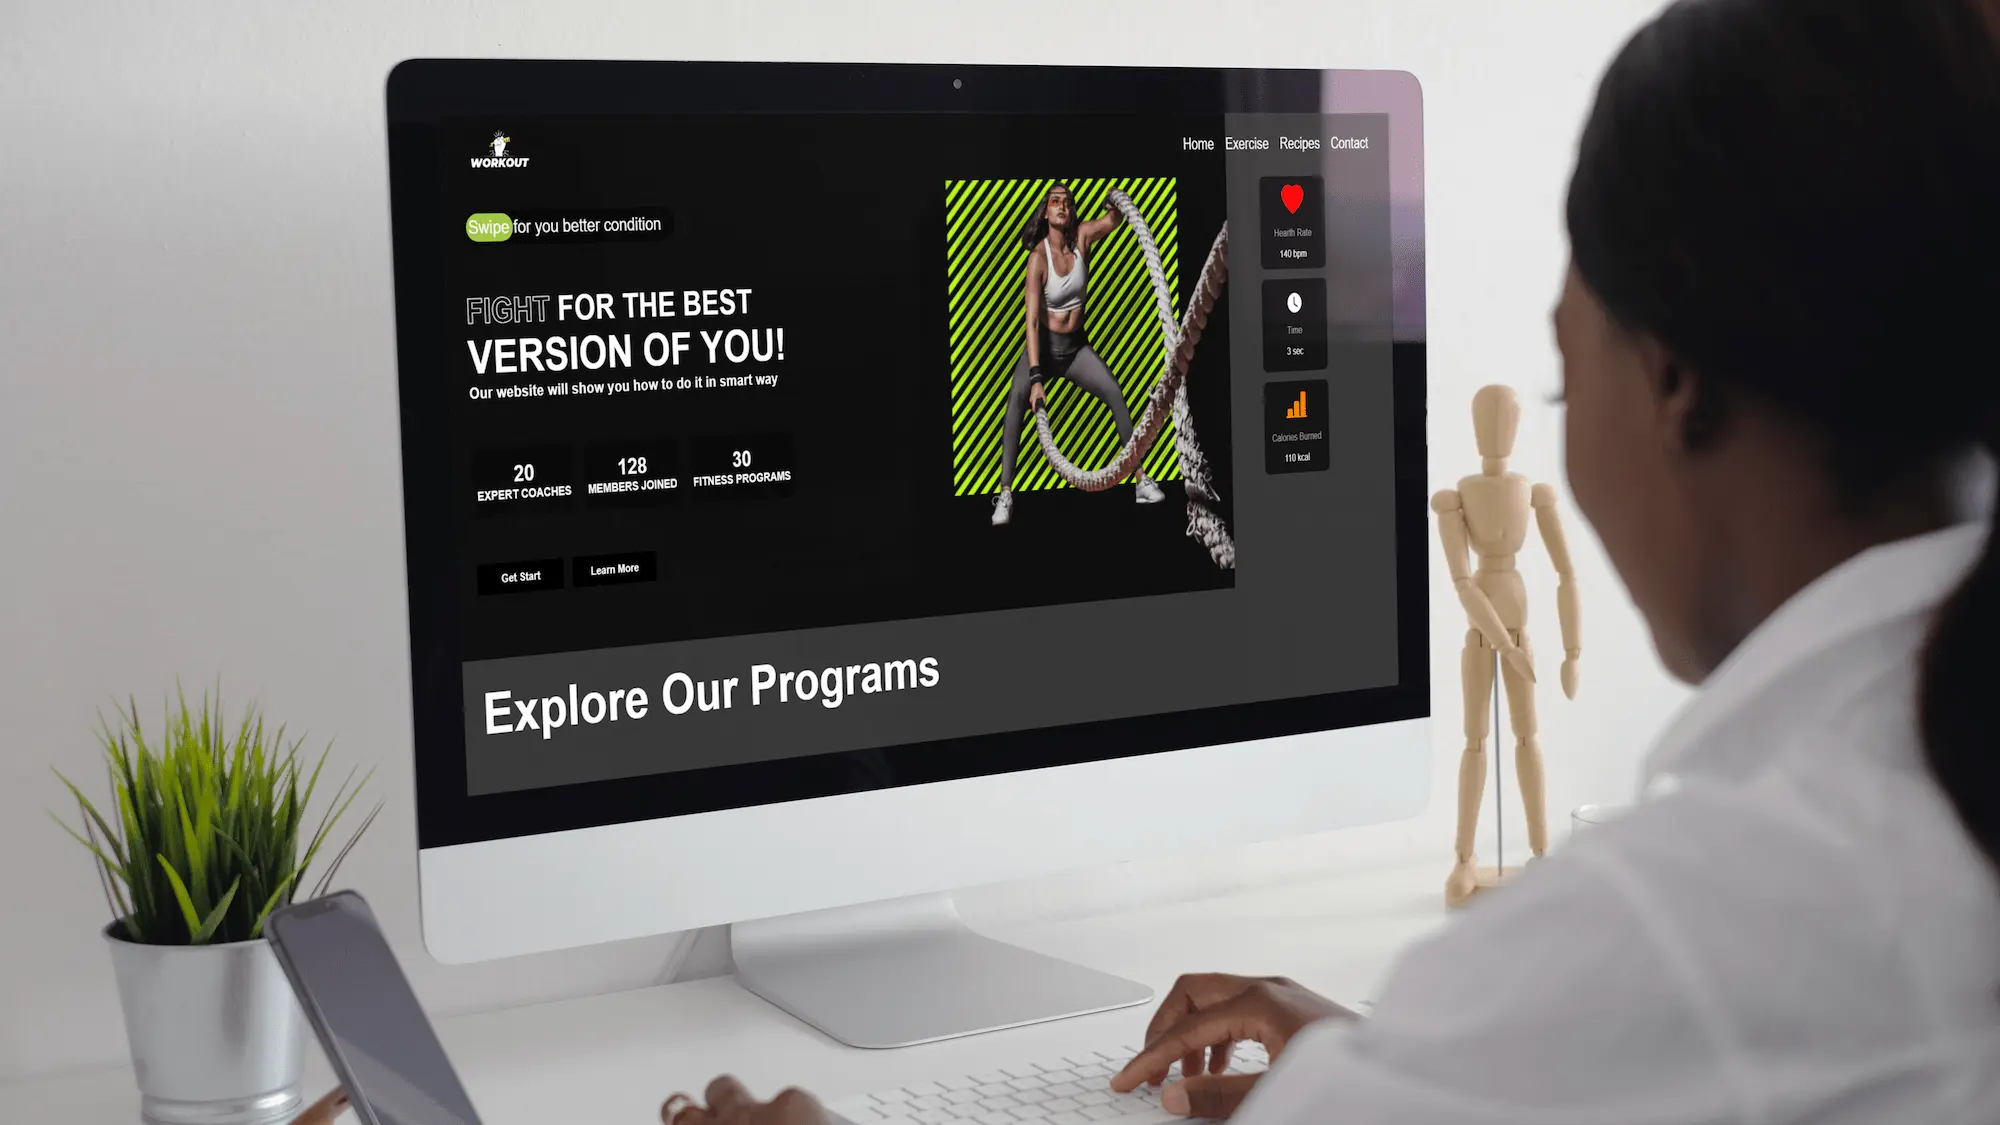 WORKOUT
Home Exercise Recipes Contact
Swipe for you better condition
FIGHT FOR THE BEST
VERSION OF YOU!
Our website will show you how to do it in smart way
20
EXPERT COACHES
128
MEMBERS JOINED
30
FITNESS PROGRAMS
Get Start
Learn More
Hearth Rate
140 bpm
Time
3 sec
Calories Burned
110 kcal
Explore Our Programs